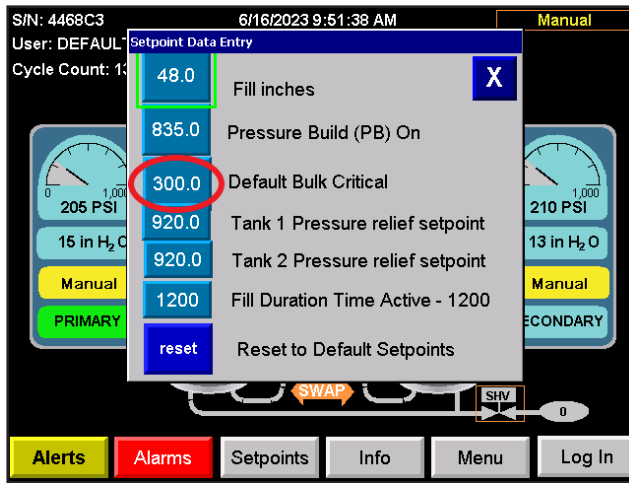 S/N: 4468C3 6/16/2023 9:51:38 AM Manual
User: DEFAULT
Setpoint Data Entry
Cycle Count: 13
48.0 Fill inches X
835.0 Pressure Build (PB) On
300.0 Default Bulk Critical
920.0 Tank 1 Pressure relief setpoint
920.0 Tank 2 Pressure relief setpoint
1200 Fill Duration Time Active - 1200
reset Reset to Default Setpoints
0 1,000
205 PSI
15 in H2O
Manual
PRIMARY
1,000
210 PSI
13 in H2O
Manual
ECONDARY
SWAP
SHV
0
Alerts Alarms Setpoints Info Menu Log In